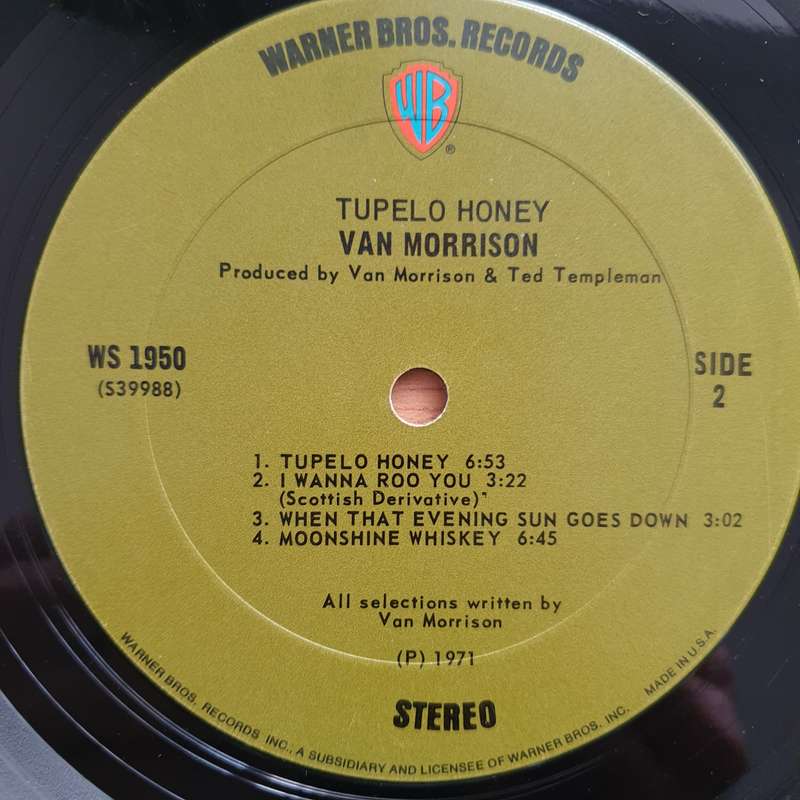 WARNER BROS. RECORDS
WB
®
TUPELO HONEY
VAN MORRISON
Produced by Van Morrison & Ted Templeman
WS 1950
(S39988)
SIDE
2
1. TUPELO HONEY 6:53
2. I WANNA ROO YOU 3:22
(Scottish Derivative)"
3. WHEN THAT EVENING SUN GOES DOWN 3:02
4. MOONSHINE WHISKEY 6:45
All selections written by
Van Morrison
(P) 1971
STEREO
WARNER BROS. RECORDS INC., A SUBSIDIARY AND LICENSEE OF WARNER BROS. INC. MADE IN U.S.A.